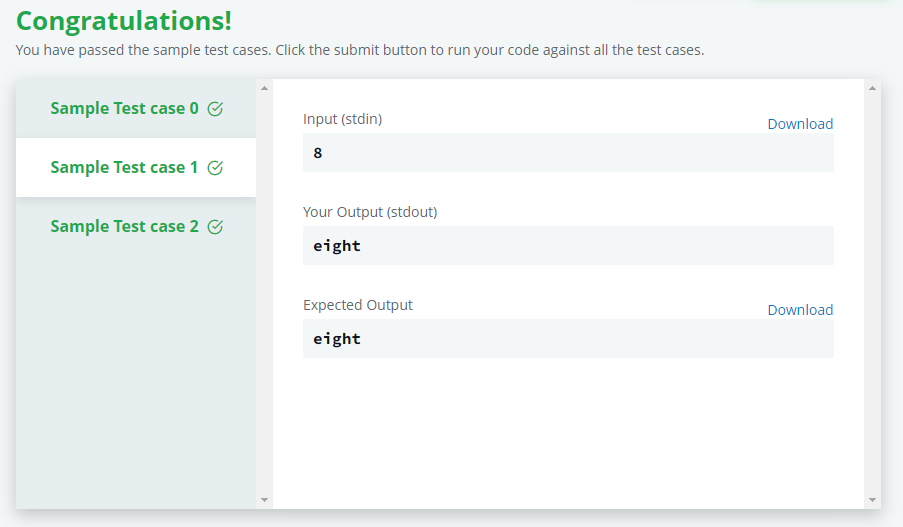 Congratulations!
You have passed the sample test cases. Click the submit button to run your code against all the test cases.
Sample Test case 0
Sample Test case 1
Sample Test case 2
Input (stdin)
Download
8
Your Output (stdout)
eight
Expected Output
Download
eight